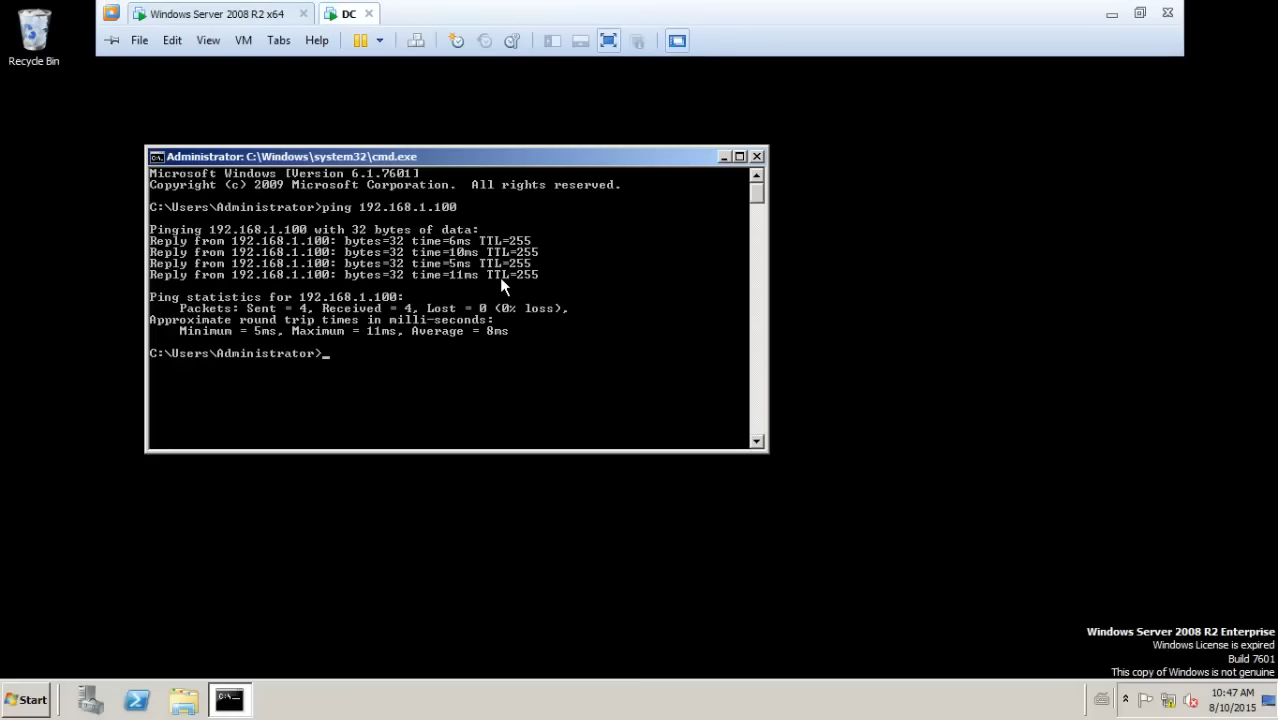 Windows Server 2008 R2 x64
DC
File Edit View VM Tabs Help
Recycle Bin
Administrator: C:\Windows\system32\cmd.exe
Microsoft Windows [Version 6.1.7601]
Copyright (c) 2009 Microsoft Corporation.  All rights reserved.
C:\Users\Administrator>ping 192.168.1.100
Pinging 192.168.1.100 with 32 bytes of data:
Reply from 192.168.1.100: bytes=32 time=6ms TTL=255
Reply from 192.168.1.100: bytes=32 time=10ms TTL=255
Reply from 192.168.1.100: bytes=32 time=5ms TTL=255
Reply from 192.168.1.100: bytes=32 time=11ms TTL=255
Ping statistics for 192.168.1.100:
Packets: Sent = 4, Received = 4, Lost = 0 (0% loss),
Approximate round trip times in milli-seconds:
Minimum = 5ms, Maximum = 11ms, Average = 8ms
C:\Users\Administrator>_
Windows Server 2008 R2 Enterprise
Windows License is expired
Build 7601
This copy of Windows is not genuine
Start
10:47 AM
8/10/2015